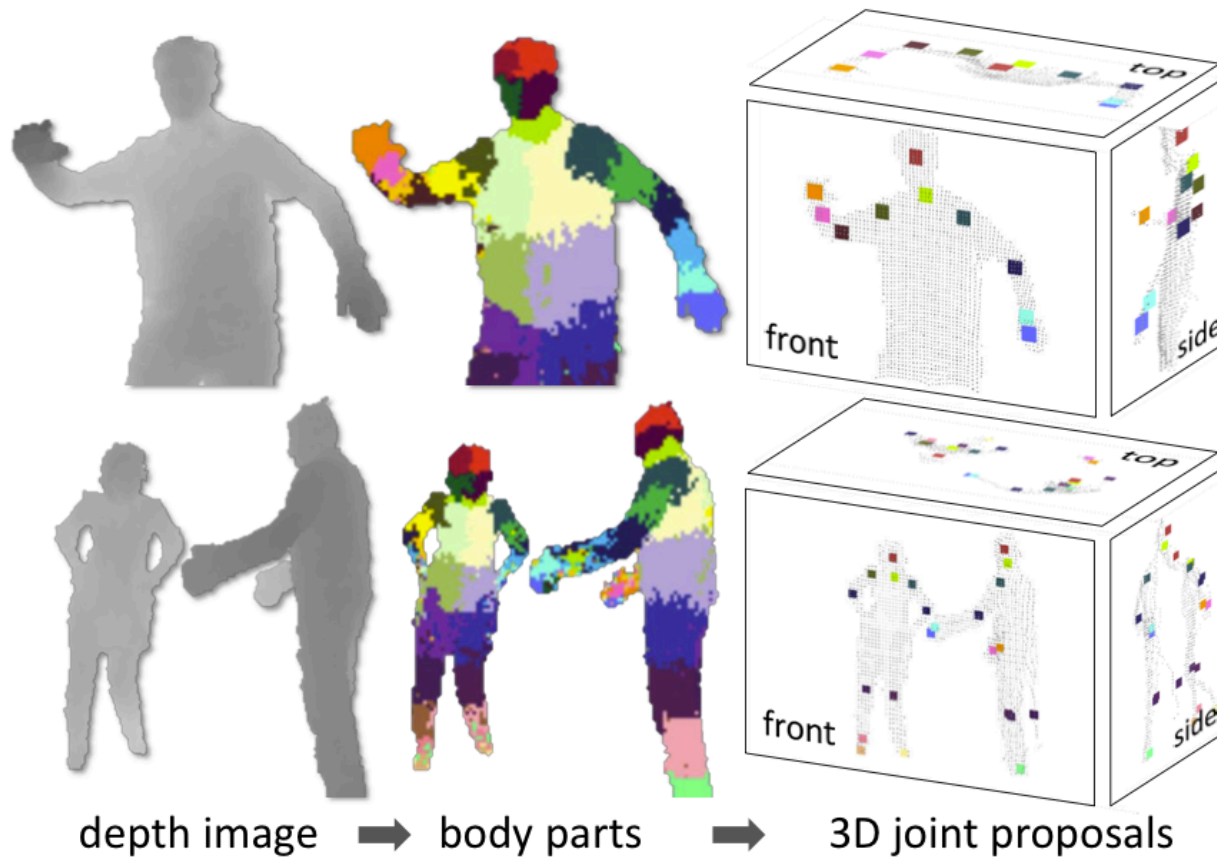 top
front
side
top
front
side
depth image
body parts
3D joint proposals